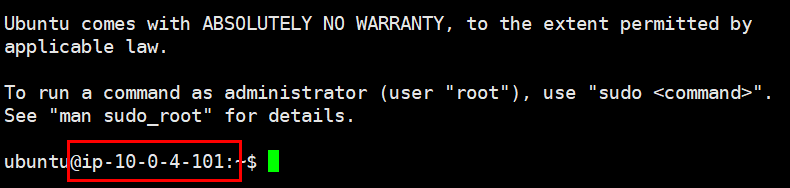 Ubuntu comes with ABSOLUTELY NO WARRANTY, to the extent permitted by
applicable law.
To run a command as administrator (user "root"), use "sudo <command>".
See "man sudo_root" for details.
ubuntu@ip-10-0-4-101:~$